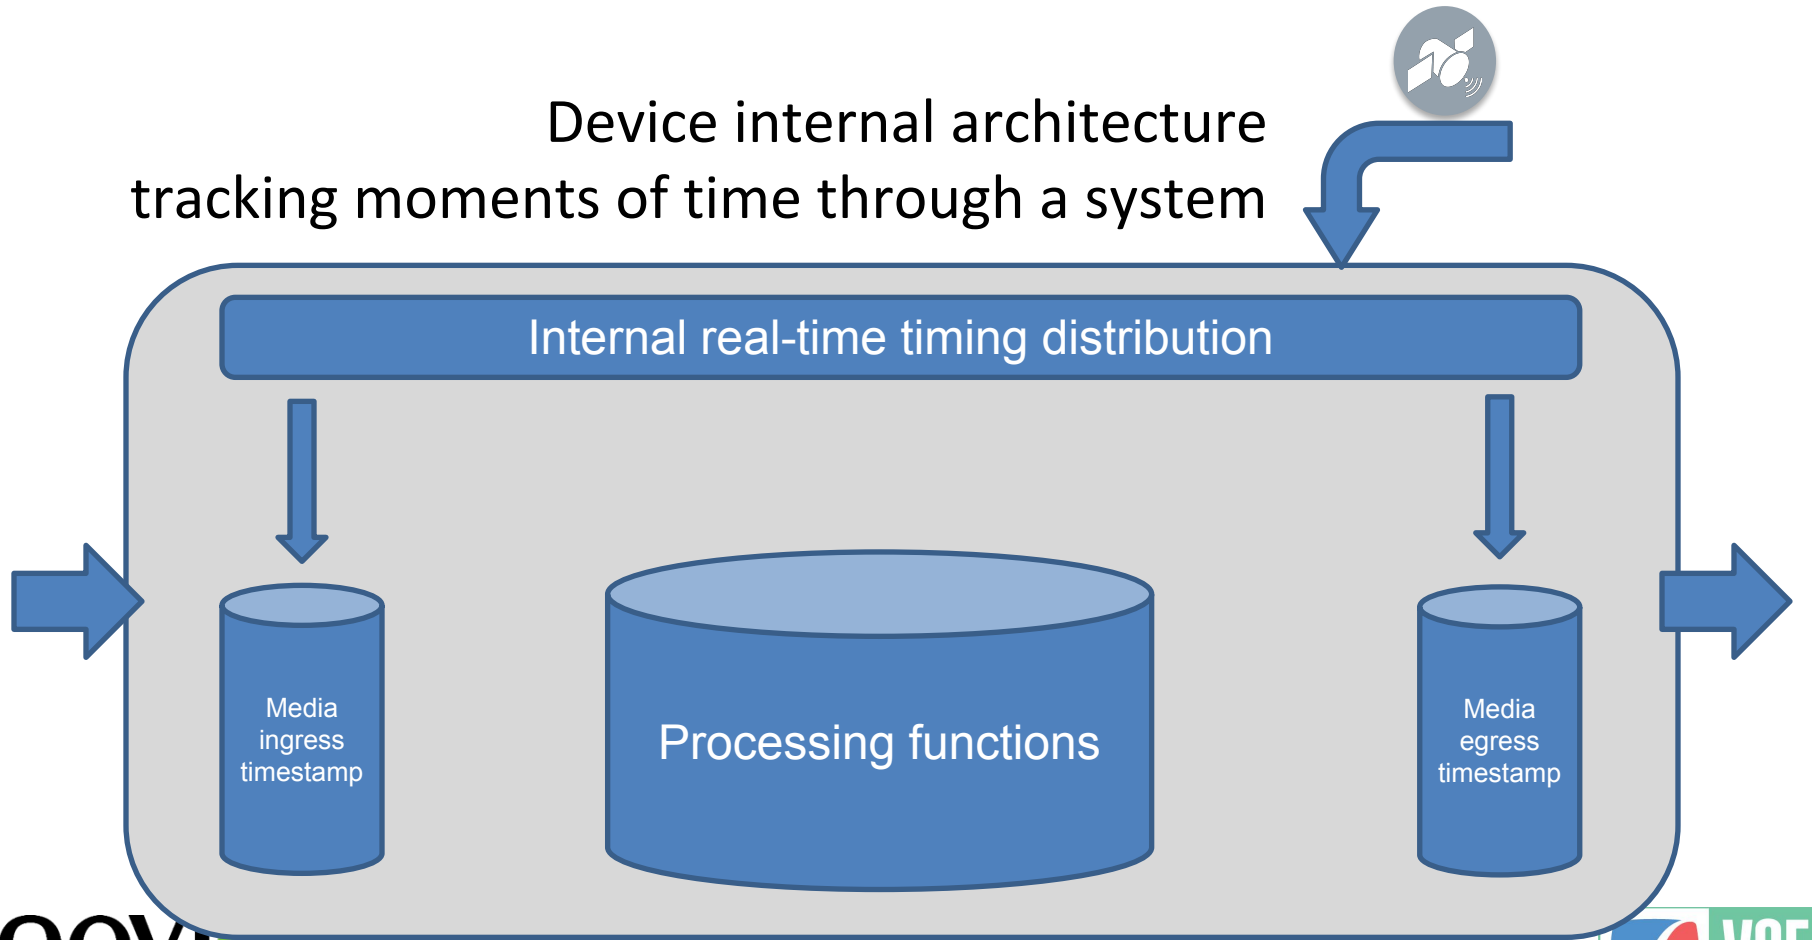 Device internal architecture
tracking moments of time through a system
Internal real-time timing distribution
Media
ingress
timestamp
Processing functions
Media
egress
timestamp